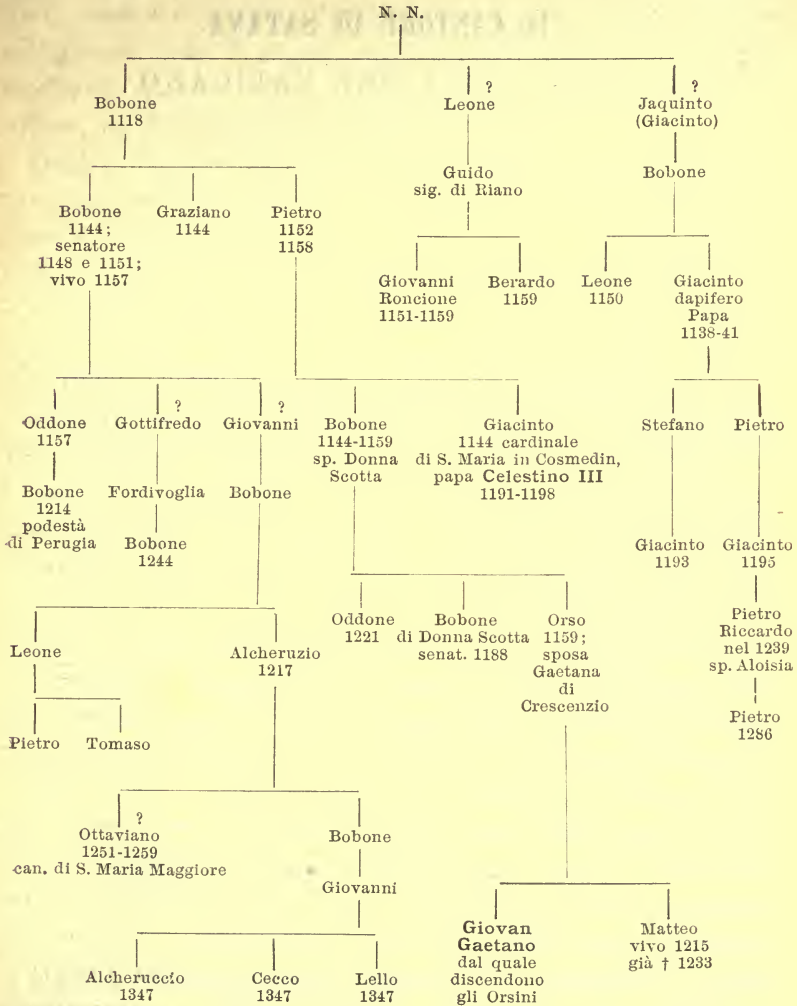 N. N.
?
?
Bobone
1118
Leone
Jaquinto
(Giacinto)
Bobone
1144;
senatore
1148 e 1151;
vivo 1157
Graziano
1144
Pietro
1152
1158
Guido
sig. di Riano
Bobone
Giovanni
Roncione
1151-1159
Berardo
1159
Leone
1150
Giacinto
dapifero
Papa
1138-41
?
?
Oddone
1157
Gottifredo
Giovanni
Bobone
1144-1159
sp. Donna
Scotta
Giacinto
1144 cardinale
di S. Maria in Cosmedin,
papa Celestino III
1191-1198
Stefano
Pietro
Bobone
1214
podestà
di Perugia
Fordivoglia
Bobone
Bobone
1244
Giacinto
1193
Giacinto
1195
Oddone
1221
Bobone
di Donna Scotta
senat. 1188
Orso
1159;
sposa
Gaetana
di
Crescenzio
Pietro
Riccardo
nel 1239
sp. Aloisia
Leone
Alcheruzio
1217
Pietro
1286
Pietro
Tomaso
?
Ottaviano
1251-1259
can. di S. Maria Maggiore
Bobone
Giovanni
Giovan
Gaetano
dal quale
discendono
gli Orsini
Matteo
vivo 1215
già † 1233
Alcheruccio
1347
Cecco
1347
Lello
1347